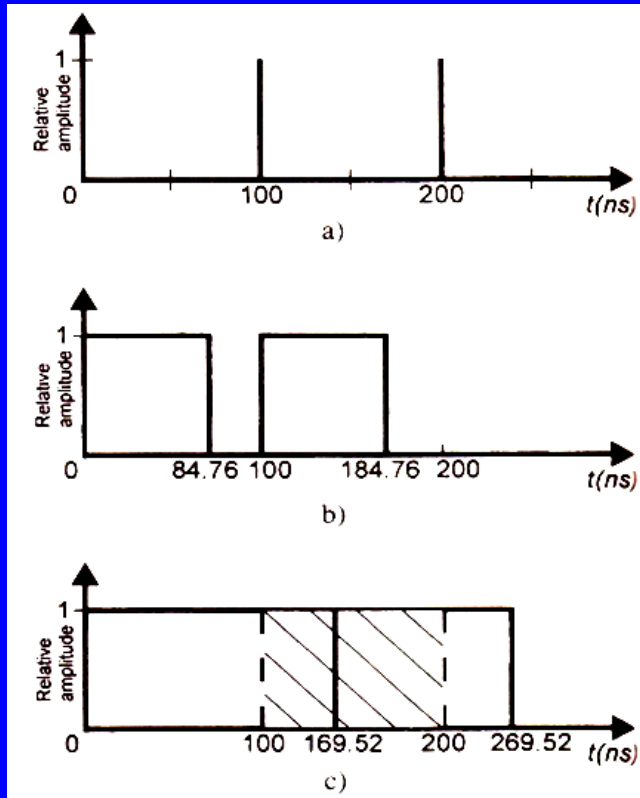 Relative
amplitude
1
0
100
200
t(ns)
a)
Relative
amplitude
1
0
84.76
100
184.76
200
t(ns)
b)
Relative
amplitude
1
0
100
169.52
200
269.52
t(ns)
c)